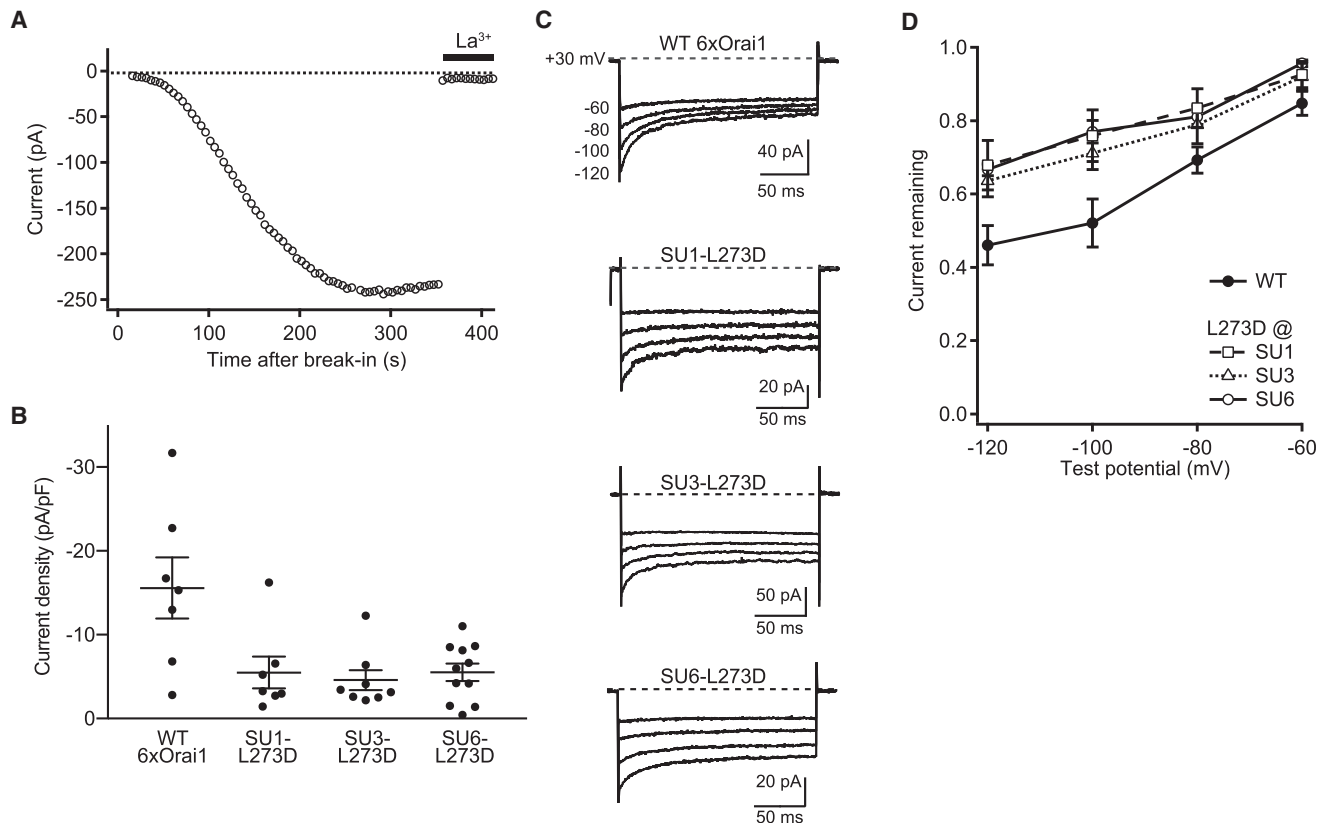 A
La³⁺
0
-50
-100
-150
-200
-250
Current (pA)
0
100
200
300
400
Time after break-in (s)
B
-30
-20
-10
0
Current density (pA/pF)
WT
6xOrai1
SU1-
L273D
SU3-
L273D
SU6-
L273D
C
WT 6xOrai1
+30 mV
-60
-80
-100
-120
40 pA
50 ms
SU1-L273D
20 pA
50 ms
SU3-L273D
50 pA
50 ms
SU6-L273D
20 pA
50 ms
D
1.0
0.8
0.6
0.4
0.2
0.0
Current remaining
WT
L273D @
SU1
SU3
SU6
-120
-100
-80
-60
Test potential (mV)